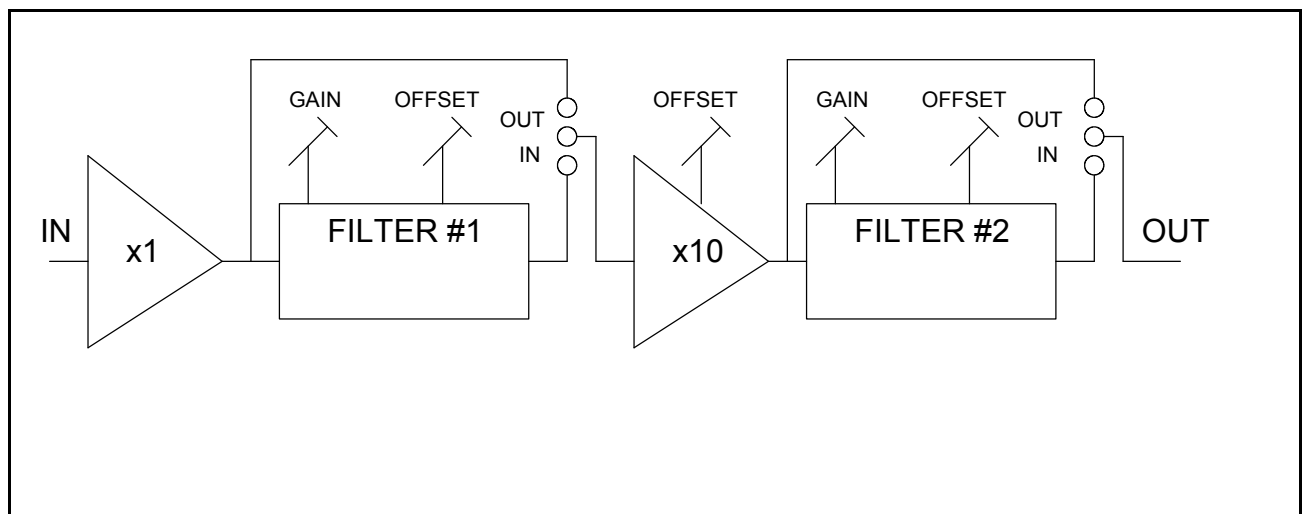 GAIN
OFFSET
OUT
IN
IN
x1
FILTER #1
OFFSET
x10
GAIN
OFFSET
OUT
IN
FILTER #2
OUT